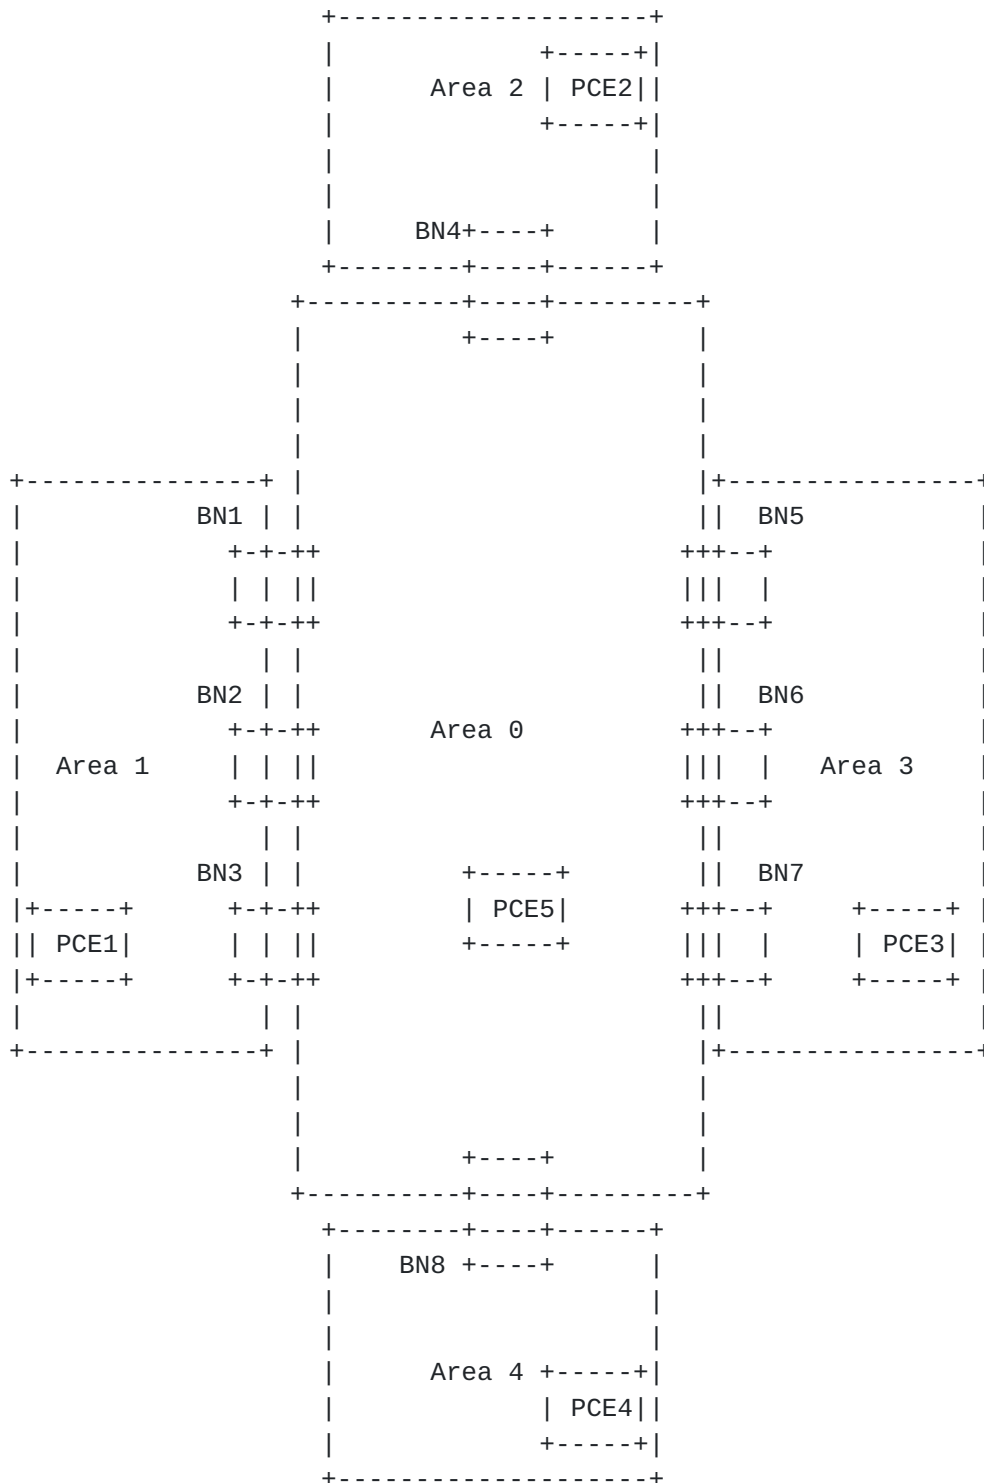 Area 2 PCE2
BN4
BN1 BN5
BN2 BN6
Area 0
Area 1 Area 3
BN3 BN7
PCE5
PCE1 PCE3
BN8
Area 4
PCE4